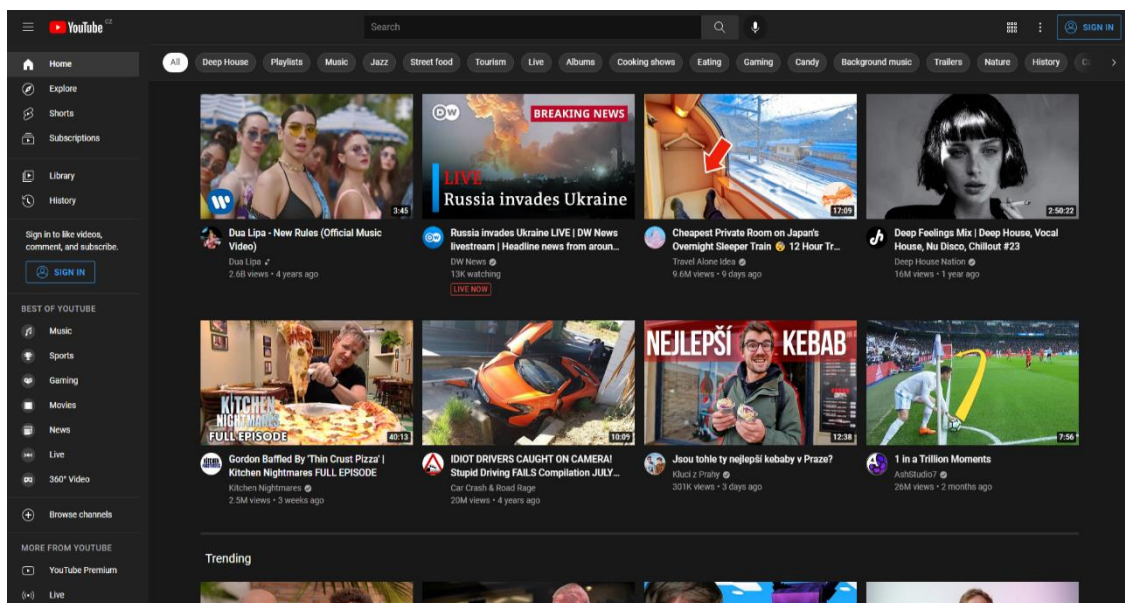 YouTube CZ
Search
SIGN IN
Home
Explore
Shorts
Subscriptions
Library
History
Sign in to like videos,
comment, and subscribe.
SIGN IN
BEST OF YOUTUBE
Music
Sports
Gaming
Movies
News
Live
360° Video
Browse channels
MORE FROM YOUTUBE
YouTube Premium
Live
All Deep House Playlists Music Jazz Street food Tourism Live Albums Cooking shows Eating Gaming Candy Background music Trailers Nature History
3:45
Dua Lipa - New Rules (Official Music
Video)
Dua Lipa
2.6B views • 4 years ago
DW BREAKING NEWS
LIVE
Russia invades Ukraine
Russia invades Ukraine LIVE | DW News
livestream | Headline news from aroun...
DW News
13K watching
LIVE NOW
17:09
Cheapest Private Room on Japan's
Overnight Sleeper Train 😴 12 Hour Tr...
Travel Alone Idea
9.6M views • 9 days ago
2:50:22
Deep Feelings Mix | Deep House, Vocal
House, Nu Disco, Chillout #23
Deep House Nation
16M views • 1 year ago
KITCHEN
NIGHTMARES
FULL EPISODE
40:13
Gordon Baffled By 'Thin Crust Pizza' |
Kitchen Nightmares FULL EPISODE
Kitchen Nightmares
2.5M views • 3 weeks ago
10:09
IDIOT DRIVERS CAUGHT ON CAMERA!
Stupid Driving FAILS Compilation JULY...
Car Crash & Road Rage
20M views • 4 years ago
NEJLEPŠÍ KEBAB
12:38
Jsou tohle ty nejlepší kebaby v Praze?
Kluci z Prahy
301K views • 3 days ago
7:56
1 in a Trillion Moments
AshStudio7
26M views • 2 months ago
Trending